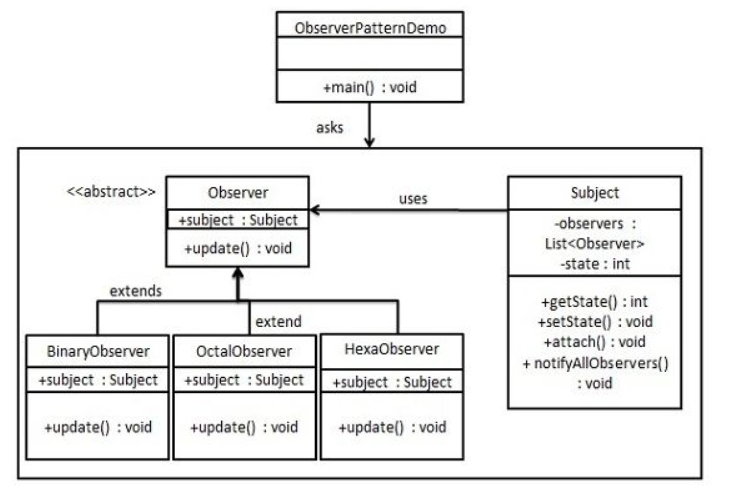 ObserverPatternDemo
+main() : void
asks
<<abstract>>
Observer
+subject : Subject
+update() : void
uses
Subject
-observers :
List<Observer>
-state : int
+getState() : int
+setState() : void
+attach() : void
+ notifyAllObservers()
: void
extends
extend
BinaryObserver
+subject : Subject
+update() : void
OctalObserver
+subject : Subject
+update() : void
HexaObserver
+subject : Subject
+update() : void